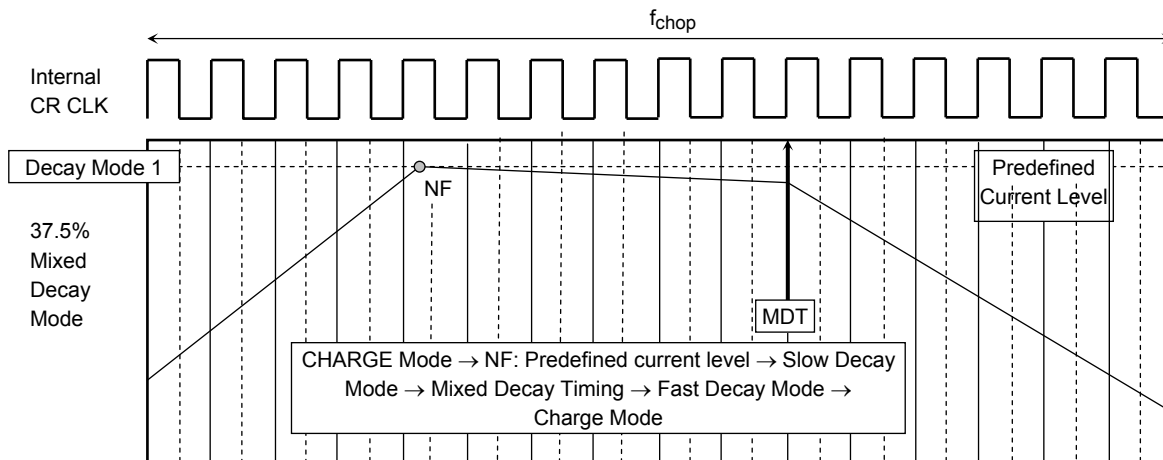 fchop
Internal
CR CLK
Decay Mode 1
NF
Predefined
Current Level
37.5%
Mixed
Decay
Mode
MDT
CHARGE Mode → NF: Predefined current level → Slow Decay
Mode → Mixed Decay Timing → Fast Decay Mode →
Charge Mode